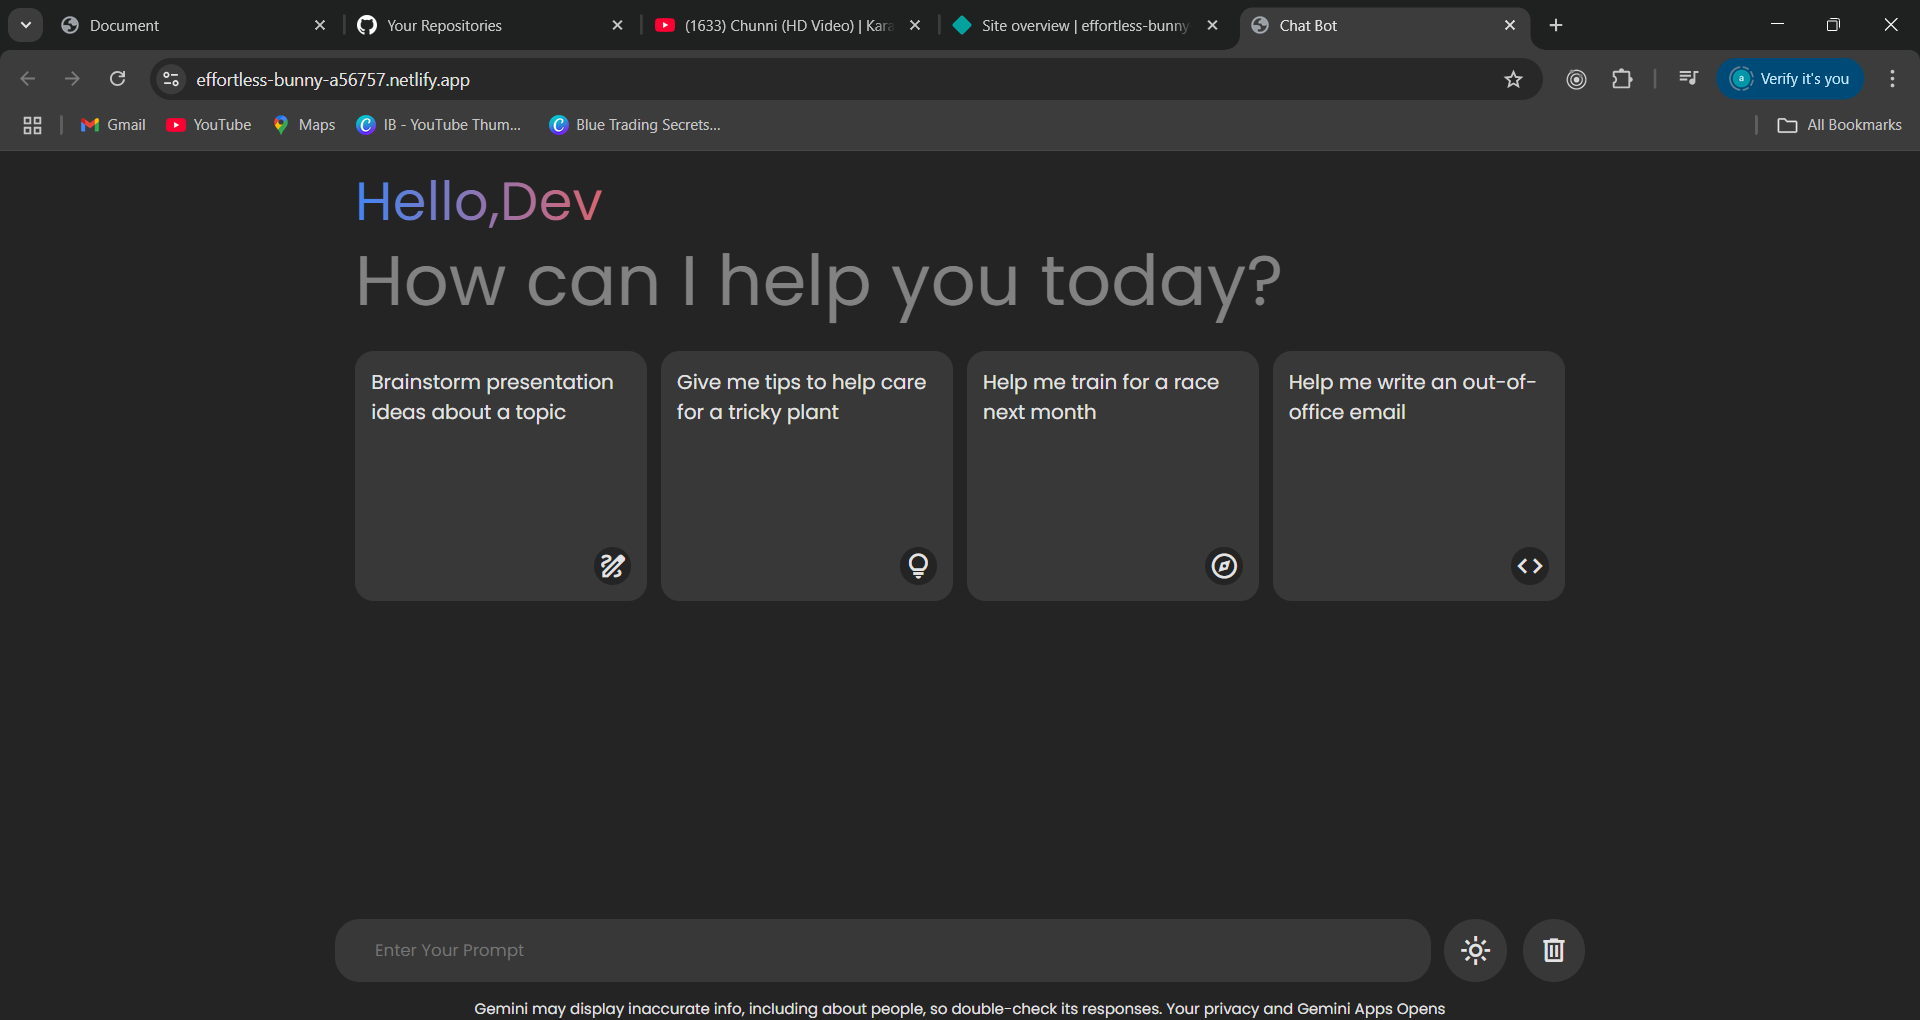 Document
Your Repositories
(1633) Chunni (HD Video) | Kara
Site overview | effortless-bunny
Chat Bot
effortless-bunny-a56757.netlify.app
a
Verify it's you
Gmail
YouTube
Maps
IB - YouTube Thum...
Blue Trading Secrets...
All Bookmarks
Hello,Dev
How can I help you today?
Brainstorm presentation
ideas about a topic
Give me tips to help care
for a tricky plant
Help me train for a race
next month
Help me write an out-of-
office email
Enter Your Prompt
Gemini may display inaccurate info, including about people, so double-check its responses. Your privacy and Gemini Apps Opens